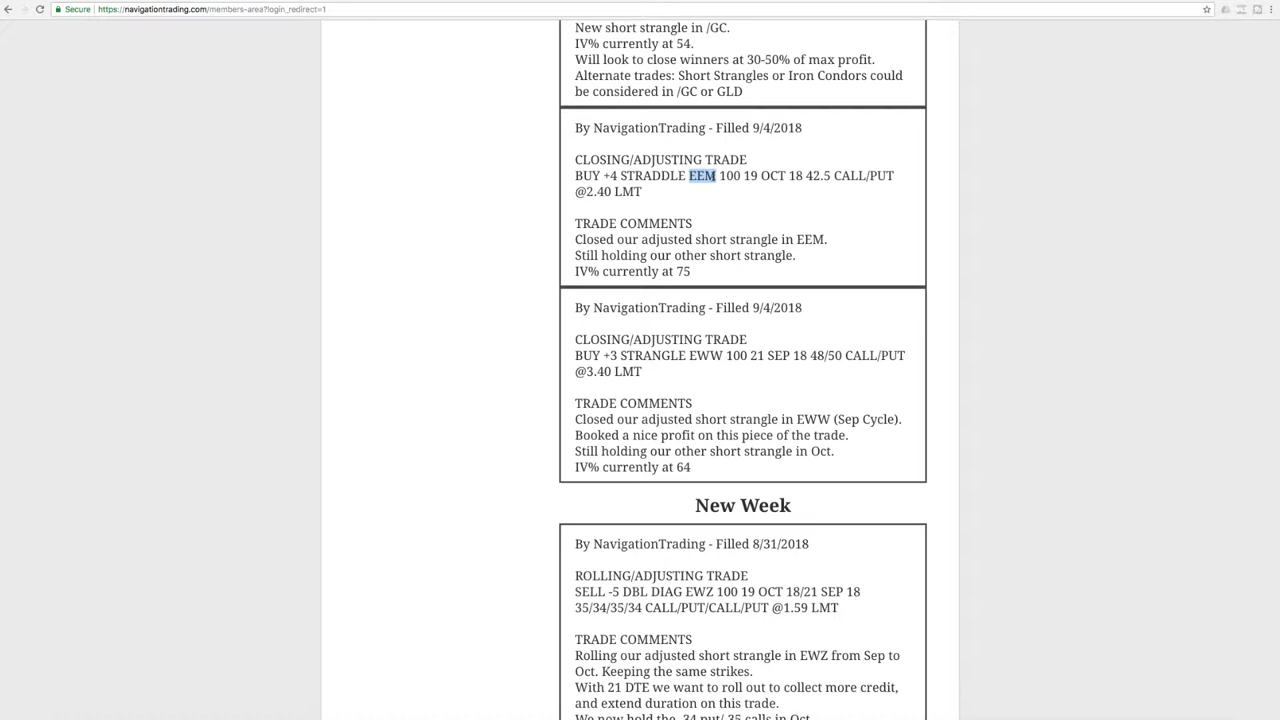 Secure
https://navigationtrading.com/members-area?login_redirect=1
New short strangle in /GC.
IV% currently at 54.
Will look to close winners at 30-50% of max profit.
Alternate trades: Short Strangles or Iron Condors could
be considered in /GC or GLD
By NavigationTrading - Filled 9/4/2018
CLOSING/ADJUSTING TRADE
BUY +4 STRADDLE EEM 100 19 OCT 18 42.5 CALL/PUT
@2.40 LMT
TRADE COMMENTS
Closed our adjusted short strangle in EEM.
Still holding our other short strangle.
IV% currently at 75
By NavigationTrading - Filled 9/4/2018
CLOSING/ADJUSTING TRADE
BUY +3 STRANGLE EWW 100 21 SEP 18 48/50 CALL/PUT
@3.40 LMT
TRADE COMMENTS
Closed our adjusted short strangle in EWW (Sep Cycle).
Booked a nice profit on this piece of the trade.
Still holding our other short strangle in Oct.
IV% currently at 64
New Week
By NavigationTrading - Filled 8/31/2018
ROLLING/ADJUSTING TRADE
SELL -5 DBL DIAG EWZ 100 19 OCT 18/21 SEP 18
35/34/35/34 CALL/PUT/CALL/PUT @1.59 LMT
TRADE COMMENTS
Rolling our adjusted short strangle in EWZ from Sep to
Oct. Keeping the same strikes.
With 21 DTE we want to roll out to collect more credit,
and extend duration on this trade.
We now hold the 34 put/ 35 calls in Oct